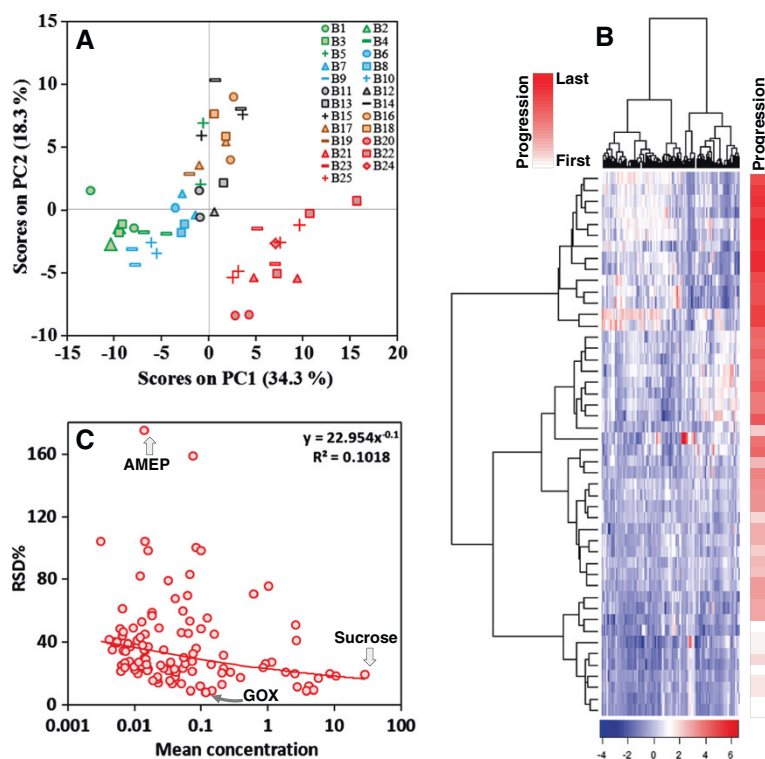 A
15
10
5
0
-5
-10
-15
-10
-5
0
5
10
15
20
Scores on PC2 (18.3 %)
Scores on PC1 (34.3 %)
B1 B2
B3 B4
B5 B6
B7 B8
B9 B10
B11 B12
B13 B14
B15 B16
B17 B18
B19 B20
B21 B22
B23 B24
B25
B
Progression
Last
First
Progression
-4 -2 0 2 4 6
C
y = 22.954x-0.1
R² = 0.1018
AMEP
Sucrose
GOX
RSD%
160
120
80
40
0
0.001 0.01 0.1 1 10 100
Mean concentration